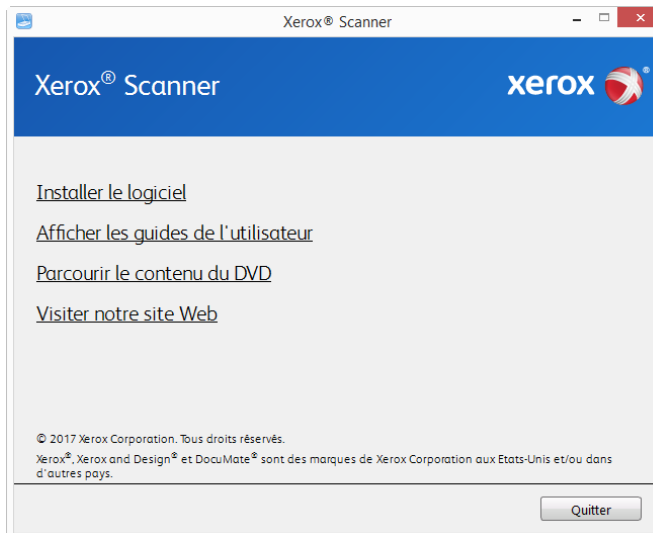 Xerox® Scanner
Xerox® Scanner
xerox ®
Installer le logiciel
Afficher les guides de l'utilisateur
Parcourir le contenu du DVD
Visiter notre site Web
© 2017 Xerox Corporation. Tous droits réservés.
Xerox®, Xerox and Design® et DocuMate® sont des marques de Xerox Corporation aux Etats-Unis et/ou dans
d'autres pays.
Quitter